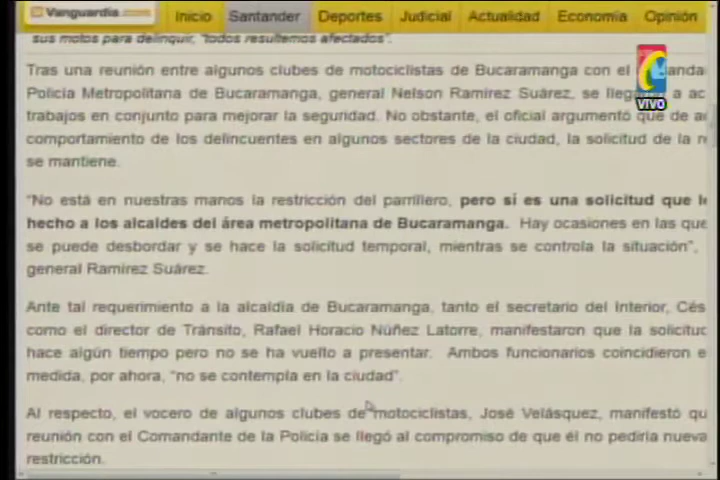 Vanguardia.com Inicio Santander Deportes Judicial Actualidad Economía Opinión
sus motos para delinquir, "todos resultemos afectados".
Tras una reunión entre algunos clubes de motociclistas de Bucaramanga con el
Policía Metropolitana de Bucaramanga, general Nelson Ramírez Suárez, se
trabajos en conjunto para mejorar la seguridad. No obstante, el oficial argumentó que de
comportamiento de los delincuentes en algunos sectores de la ciudad, la solicitud de la
se mantiene.
"No está en nuestras manos la restricción del parrillero, pero sí es una solicitud que
hecho a los alcaldes del área metropolitana de Bucaramanga. Hay ocasiones en las que
se puede desbordar y se hace la solicitud temporal, mientras se controla la situación",
general Ramírez Suárez.
Ante tal requerimiento a la alcaldía de Bucaramanga, tanto el secretario del Interior,
como el director de Tránsito, Rafael Horacio Núñez Latorre, manifestaron que la
hace algún tiempo pero no se ha vuelto a presentar. Ambos funcionarios coincidieron
medida, por ahora, "no se contempla en la ciudad".
Al respecto, el vocero de algunos clubes de motociclistas, José Velásquez, manifestó
reunión con el Comandante de la Policía se llegó al compromiso de que él no pediría
restricción.
VIVO